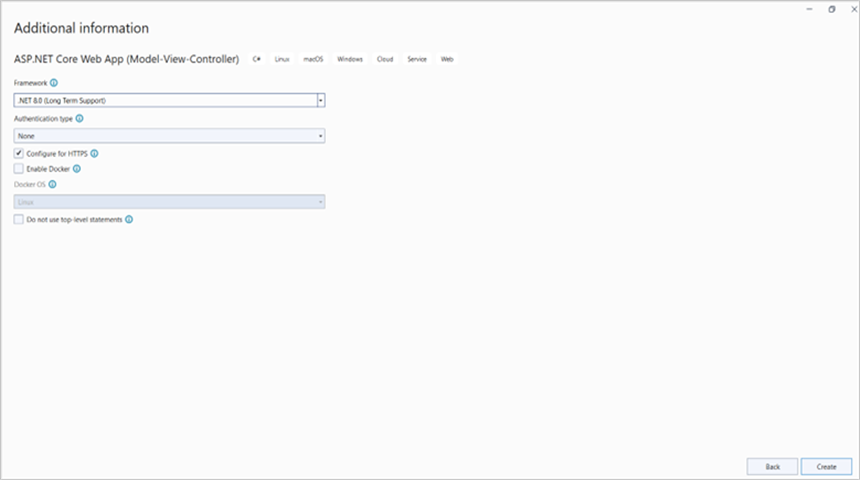 Additional information
ASP.NET Core Web App (Model-View-Controller) C# Linux macOS Windows Cloud Service Web
Framework
.NET 8.0 (Long Term Support)
Authentication type
None
Configure for HTTPS
Enable Docker
Docker OS
Linux
Do not use top-level statements
Back Create